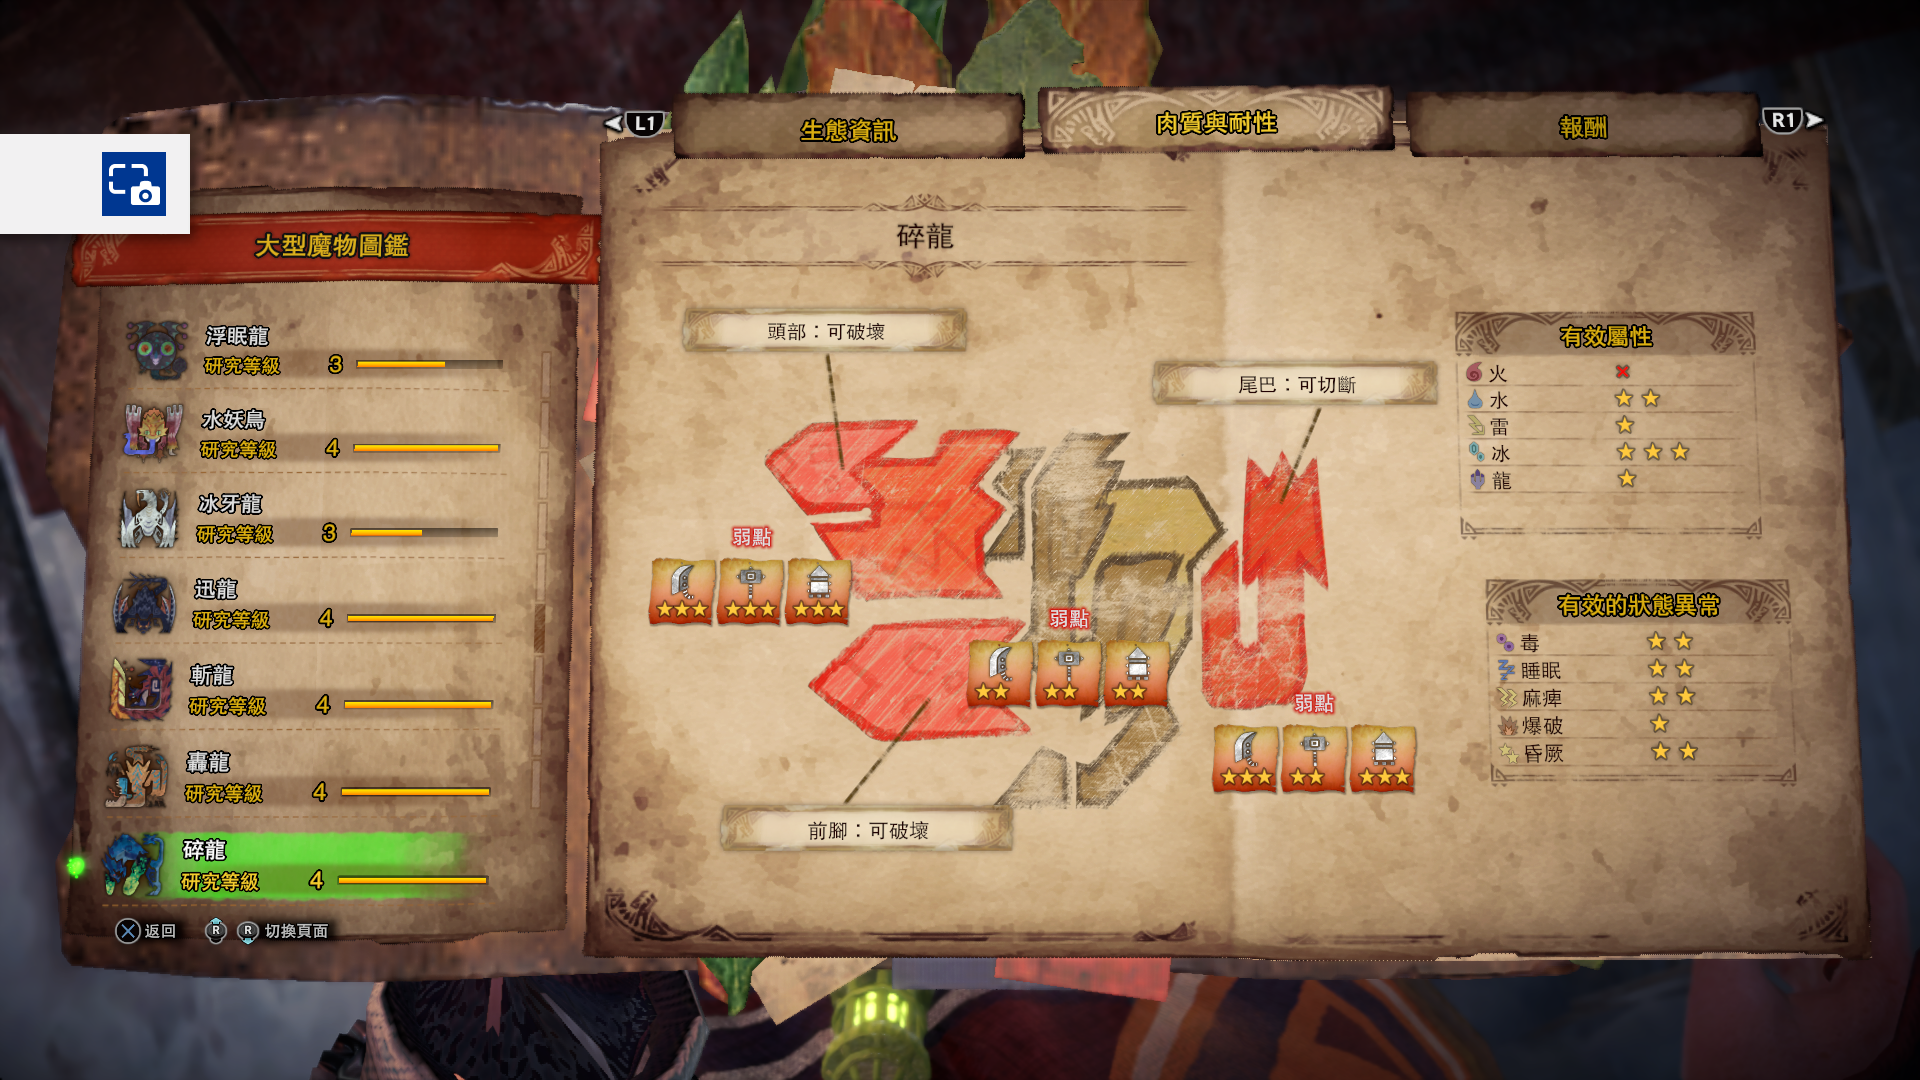 L1
生態資訊
肉質與耐性
報酬
R1
大型魔物圖鑑
浮眠龍
研究等級 3
水妖鳥
研究等級 4
冰牙龍
研究等級 3
迅龍
研究等級 4
斬龍
研究等級 4
轟龍
研究等級 4
碎龍
研究等級 4
返回 R R 切換頁面
碎龍
頭部：可破壞
尾巴：可切斷
弱點
弱點
弱點
前腳：可破壞
有效屬性
火
水
雷
冰
龍
有效的狀態異常
毒
睡眠
麻痺
爆破
昏厥